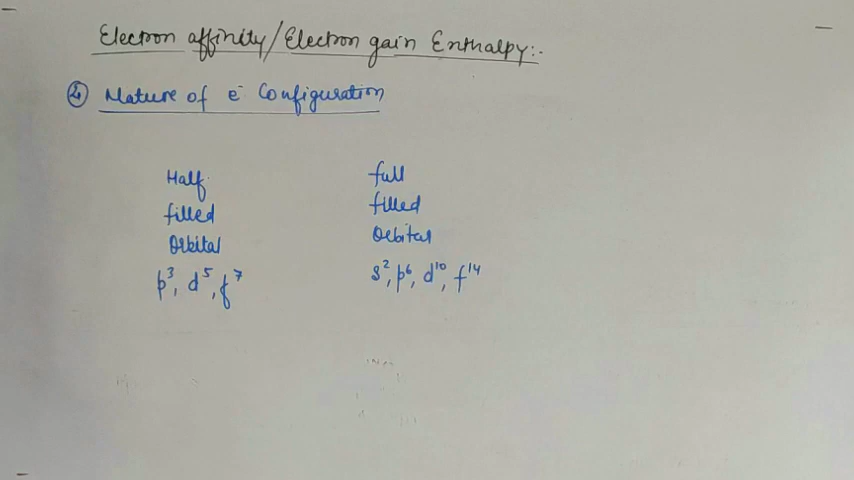 Electron affinity/Electron gain Enthalpy:-
④ Nature of e⁻ Configuration
Half full
filled filled
Orbital Orbital
p³, d⁵, f⁷ s², p⁶, d¹⁰, f¹⁴